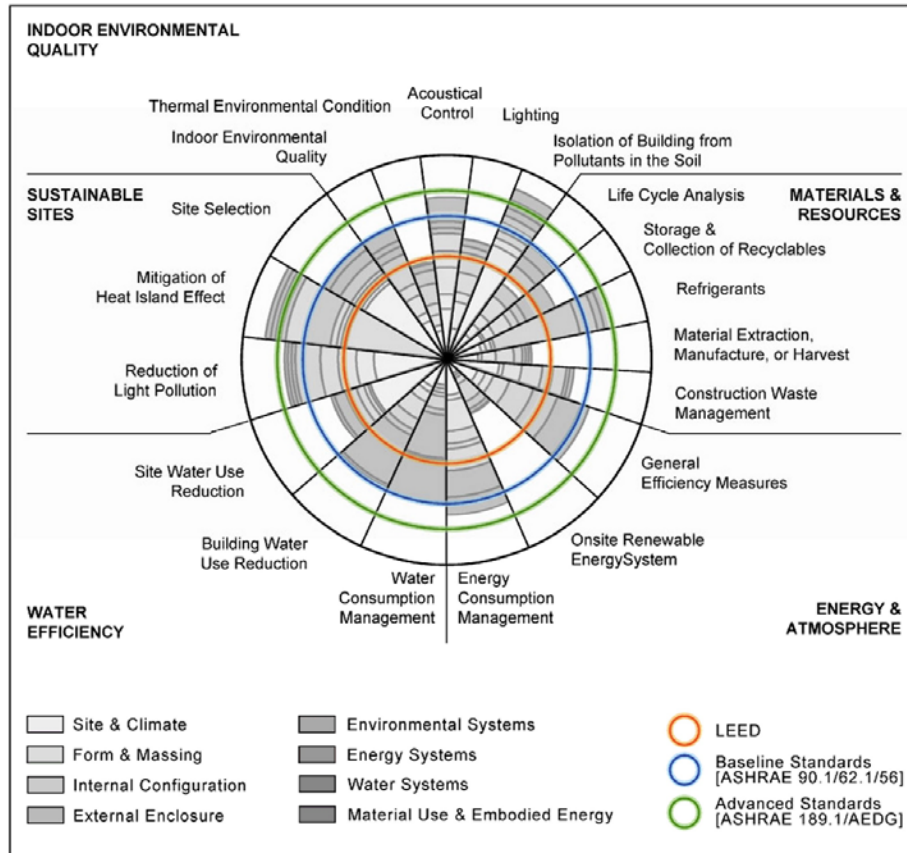 INDOOR ENVIRONMENTAL
QUALITY
Thermal Environmental Condition
Acoustical
Control
Lighting
Indoor Environmental
Quality
Isolation of Building from
Pollutants in the Soil
SUSTAINABLE
SITES
Site Selection
Life Cycle Analysis
MATERIALS &
RESOURCES
Storage &
Collection of Recyclables
Mitigation of
Heat Island Effect
Refrigerants
Reduction of
Light Pollution
Material Extraction,
Manufacture, or Harvest
Construction Waste
Management
Site Water Use
Reduction
General
Efficiency Measures
Building Water
Use Reduction
Onsite Renewable
EnergySystem
Water
Consumption
Management
Energy
Consumption
Management
WATER
EFFICIENCY
ENERGY &
ATMOSPHERE
Site & Climate
Form & Massing
Internal Configuration
External Enclosure
Environmental Systems
Energy Systems
Water Systems
Material Use & Embodied Energy
LEED
Baseline Standards
[ASHRAE 90.1/62.1/56]
Advanced Standards
[ASHRAE 189.1/AEDG]